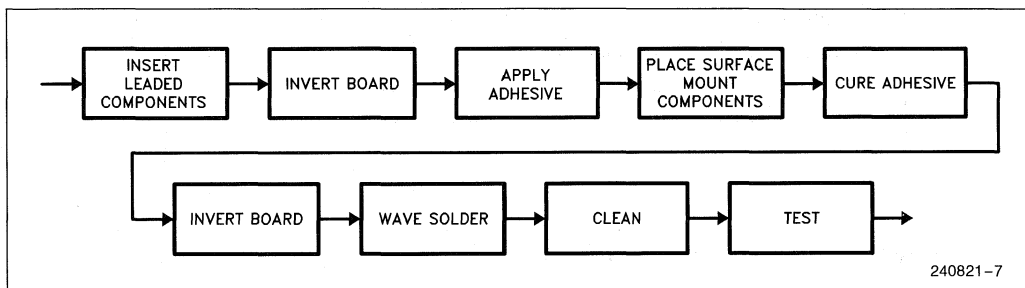 INSERT
LEADED
COMPONENTS
INVERT BOARD
APPLY
ADHESIVE
PLACE SURFACE
MOUNT
COMPONENTS
CURE ADHESIVE
INVERT BOARD
WAVE SOLDER
CLEAN
TEST
240821-7